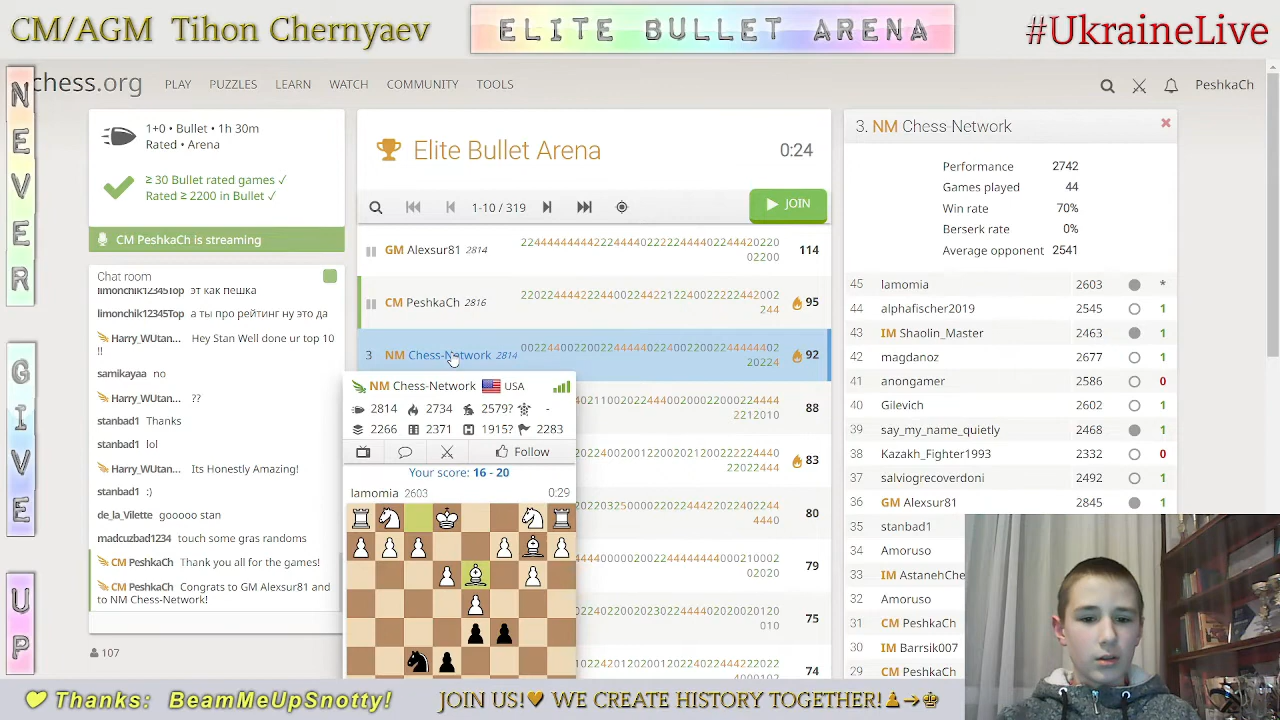 CM/AGM Tihon Chernyaev
ELITE BULLET ARENA
#UkraineLive
NEVER
GIVE
UP
chess.org
PLAY PUZZLES LEARN WATCH COMMUNITY TOOLS
PeshkaCh
1+0 • Bullet • 1h 30m
Rated • Arena
≥ 30 Bullet rated games ✓
Rated ≥ 2200 in Bullet ✓
CM PeshkaCh is streaming
Chat room
limonchik12345Top эт как пешка
limonchik12345Top а ты про рейтинг ну это да
Harry_WUtan... Hey Stan Well done ur top 10
!!
samikayaa no
Harry_WUtan... ??
stanbad1 Thanks
stanbad1 lol
Harry_WUtan... Its Honestly Amazing!
stanbad1 :)
de_la_Vilette gooooo stan
madcuzbad1234 touch some gras randoms
CM PeshkaCh Thank you all for the games!
CM PeshkaCh Congrats to GM Alexsur81 and
to NM Chess-Network!
107
Elite Bullet Arena 0:24
1-10 / 319
JOIN
GM Alexsur81 2814 114
CM PeshkaCh 2816 95
3 NM Chess-Network 2814 92
88
83
80
79
75
74
NM Chess-Network USA
2814 2734 2579? -
2266 2371 1915? 2283
Follow
Your score: 16 - 20
lamomia 2603 0:29
3. NM Chess-Network
Performance 2742
Games played 44
Win rate 70%
Berserk rate 0%
Average opponent 2541
45 lamomia 2603 *
44 alphafischer2019 2545 1
43 IM Shaolin_Master 2463 1
42 magdanoz 2677 1
41 anongamer 2586 0
40 Gilevich 2602 1
39 say_my_name_quietly 2430 1
38 Kazakh_Fighter1993 2332 0
37 salviogrecoverdoni 2492 1
36 GM Alexsur81 2845 1
35 stanbad1
34 Amoruso
33 IM AstanehChe
32 Amoruso
31 CM PeshkaCh
30 IM Barrsik007
29 CM PeshkaCh
Thanks: BeamMeUpSnotty!
JOIN US! WE CREATE HISTORY TOGETHER!